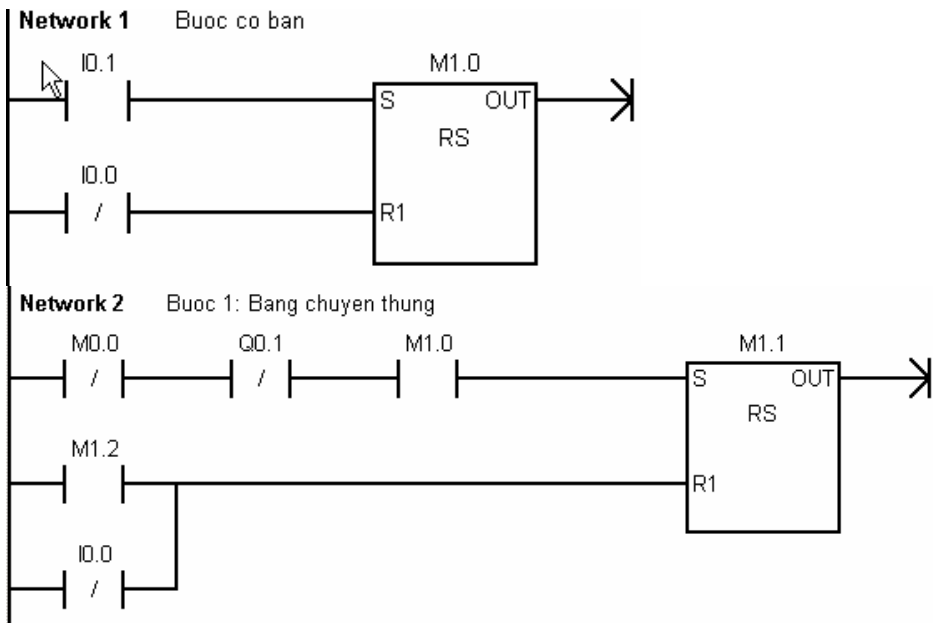 Network 1 Buoc co ban
I0.1 M1.0
S OUT
RS
I0.0
/ R1
Network 2 Buoc 1: Bang chuyen thung
M0.0 Q0.1 M1.0 M1.1
/ / S OUT
RS
M1.2
R1
I0.0
/